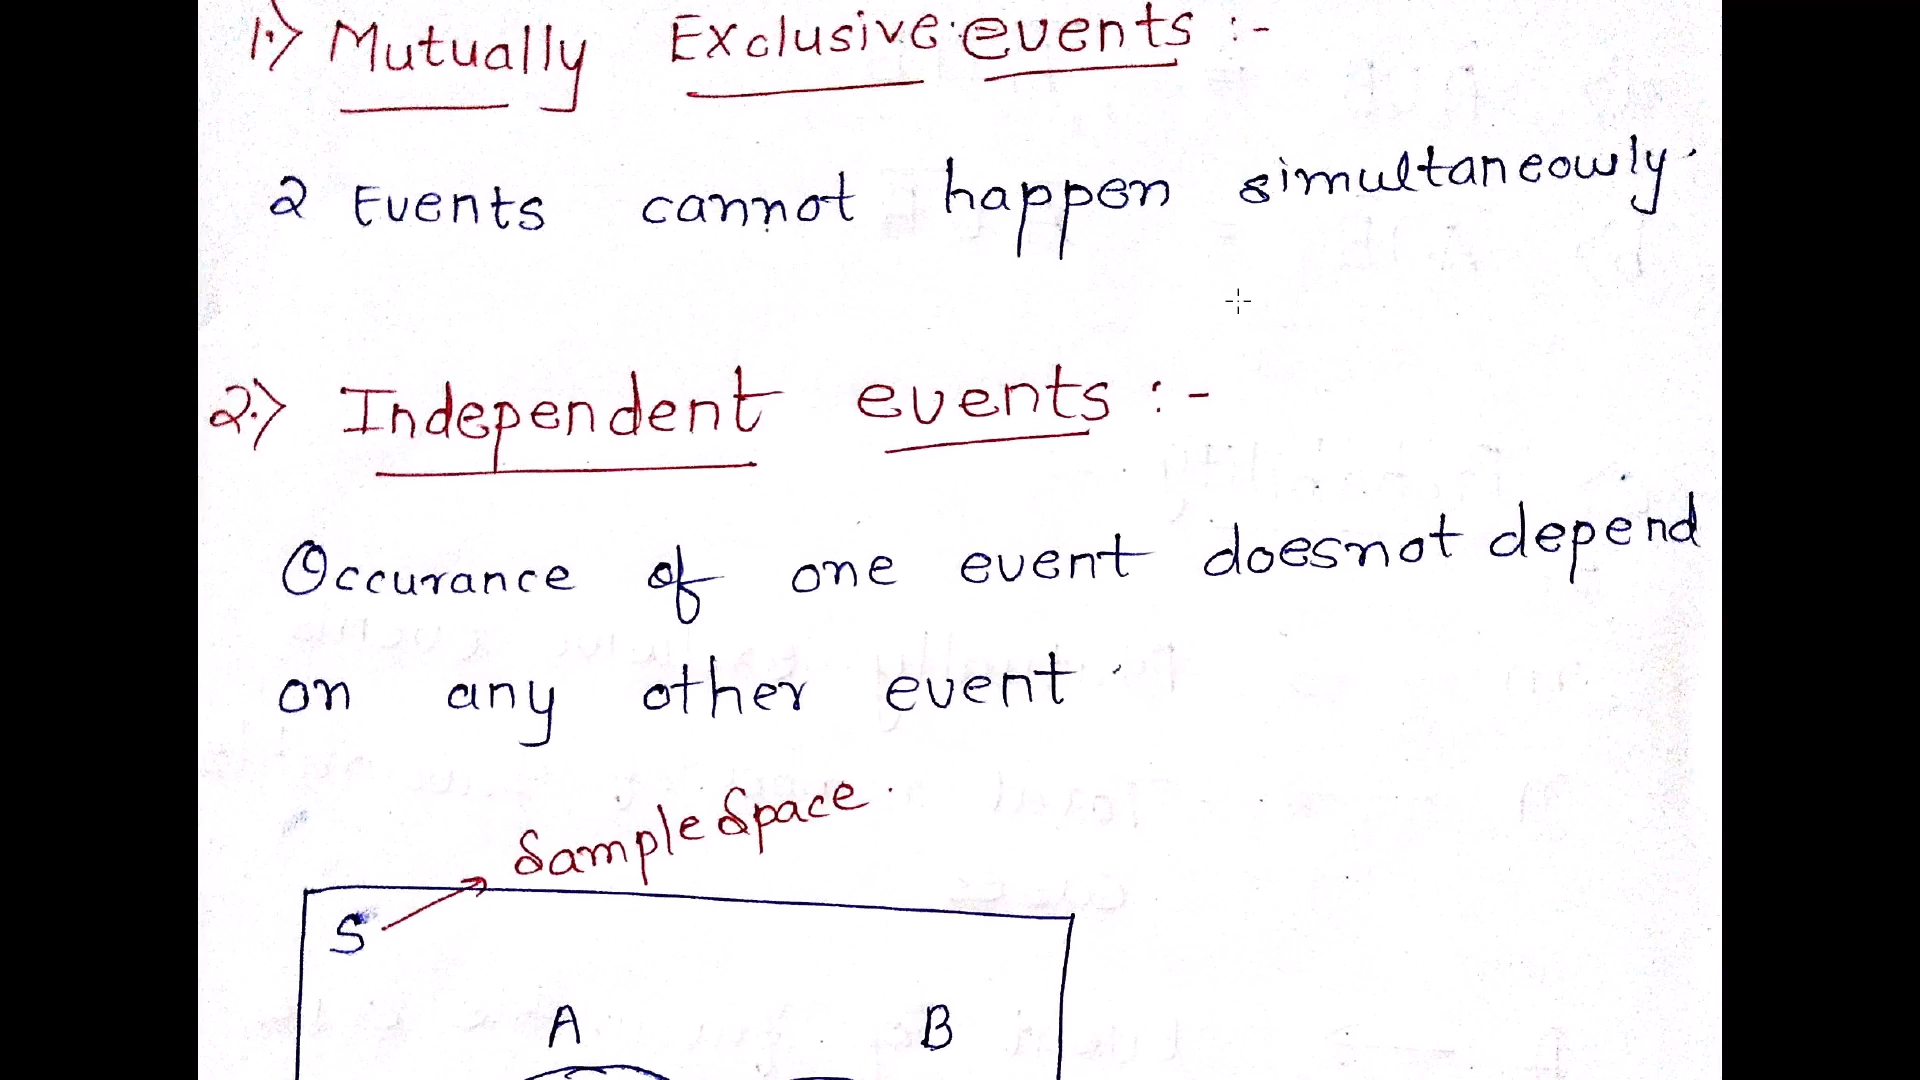 1.) Mutually Exclusive events :-
2 Events cannot happen simultaneously.
2.) Independent events :-
Occurance of one event doesnot depend
on any other event.
Sample Space.
S
A B